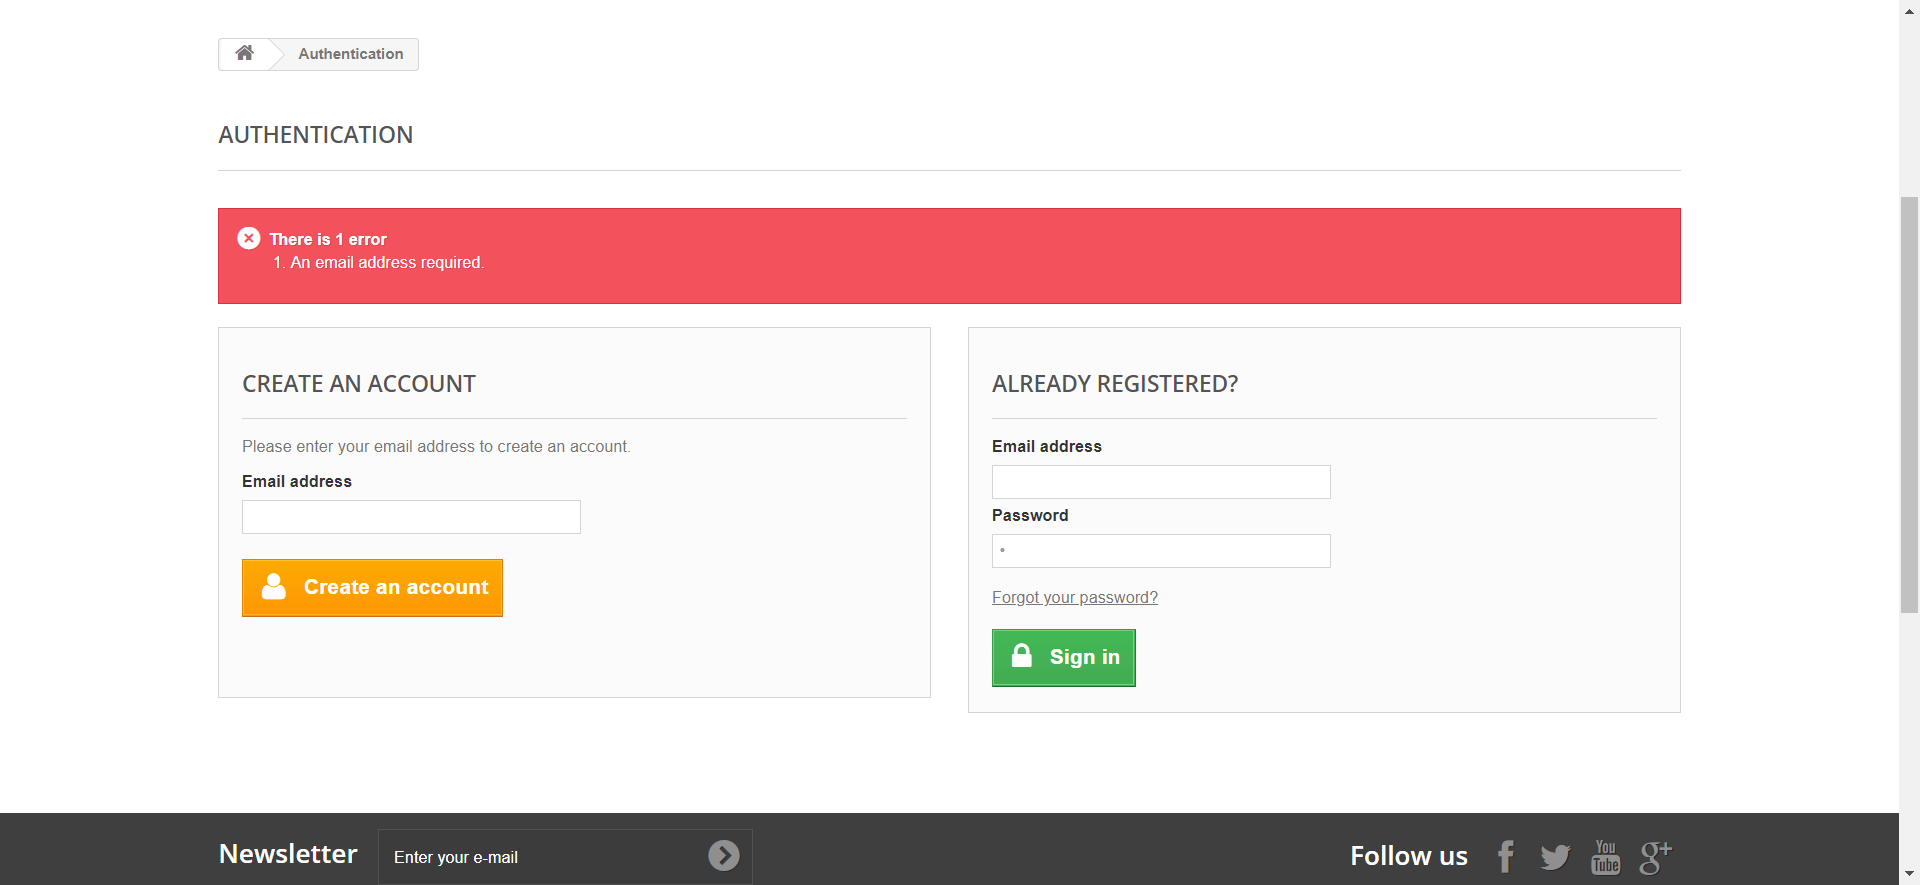 Authentication
AUTHENTICATION
There is 1 error
1. An email address required.
CREATE AN ACCOUNT
Please enter your email address to create an account.
Email address
Create an account
ALREADY REGISTERED?
Email address
Password
Forgot your password?
Sign in
Newsletter
Enter your e-mail
Follow us
You
Tube
g+